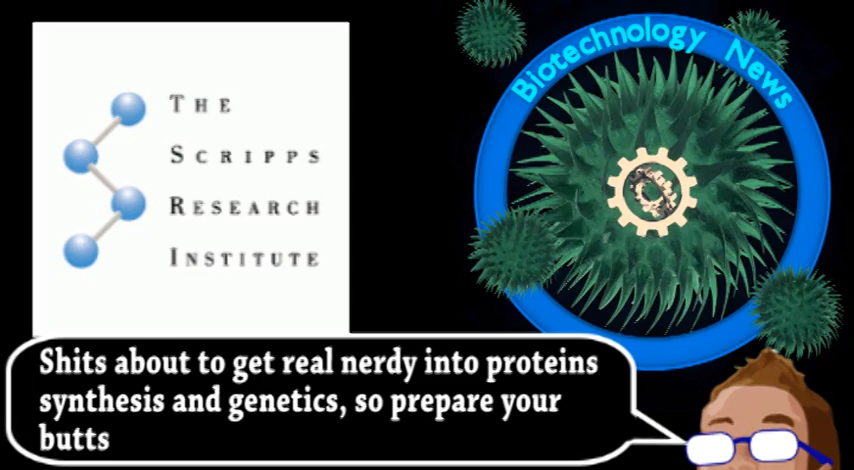 THE
SCRIPPS
RESEARCH
INSTITUTE
Biotechnology News
Shits about to get real nerdy into proteins
synthesis and genetics, so prepare your
butts